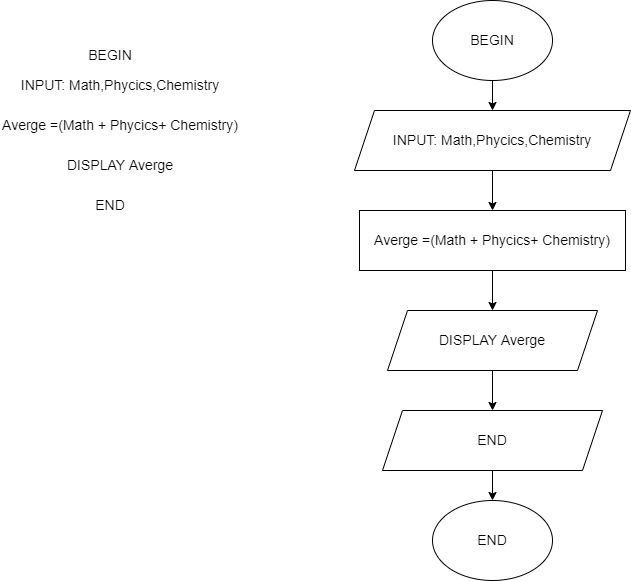 BEGIN
INPUT: Math,Phycics,Chemistry
Averge =(Math + Phycics+ Chemistry)
DISPLAY Averge
END
BEGIN
INPUT: Math,Phycics,Chemistry
Averge =(Math + Phycics+ Chemistry)
DISPLAY Averge
END
END